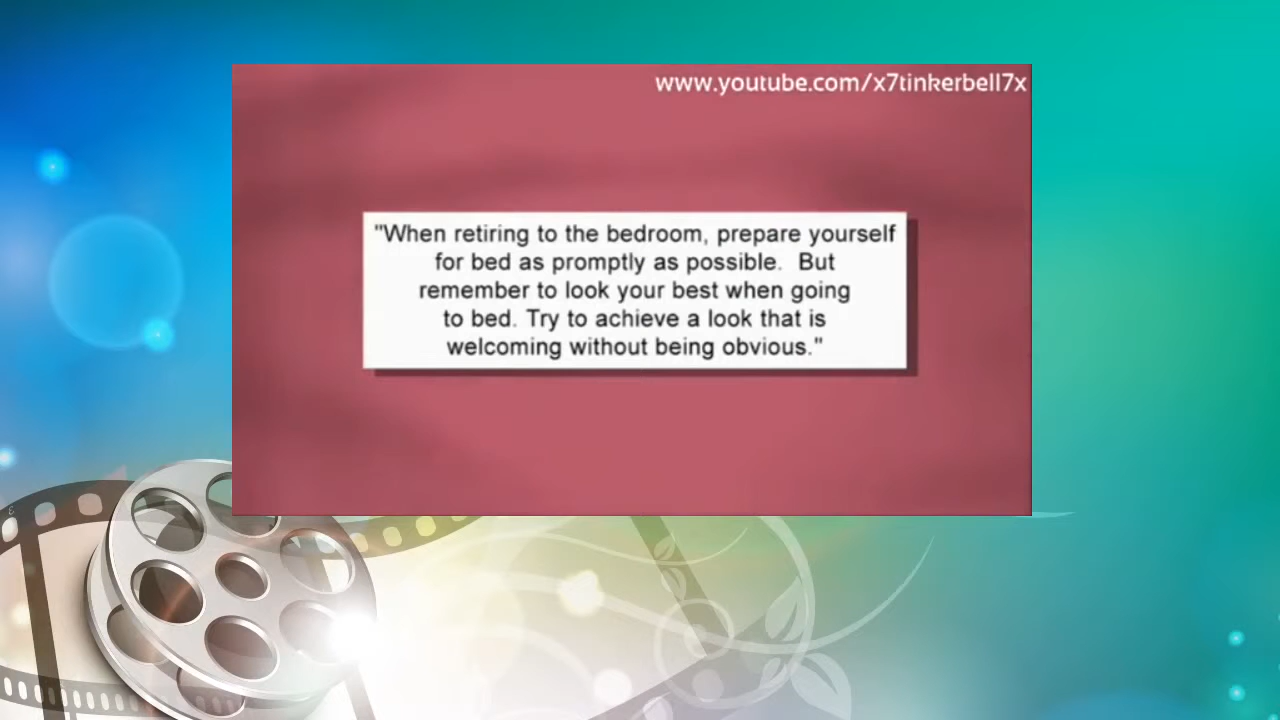 www.youtube.com/x7tinkerbell7x
"When retiring to the bedroom, prepare yourself
for bed as promptly as possible.  But
remember to look your best when going
to bed. Try to achieve a look that is
welcoming without being obvious."